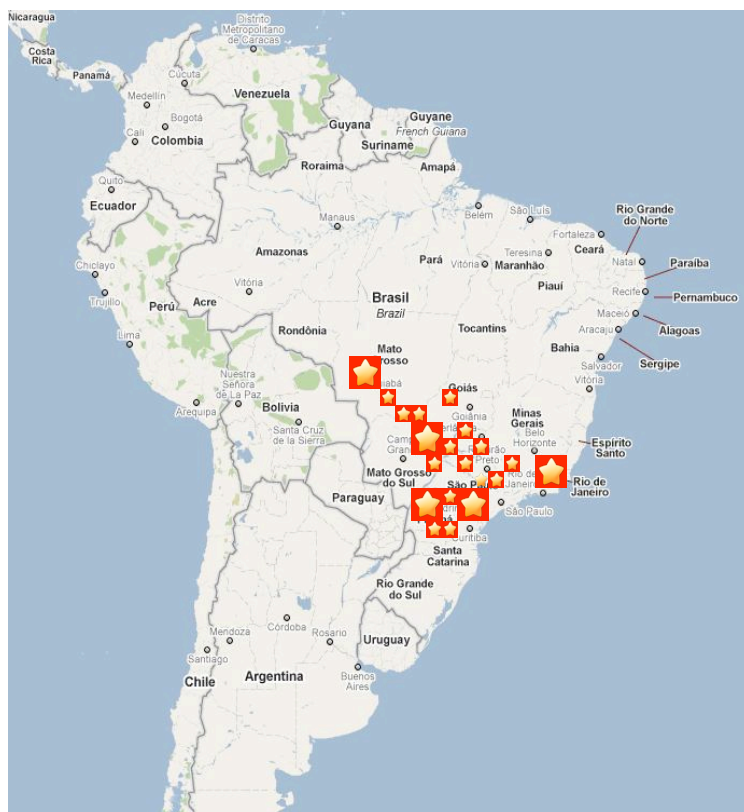 Nicaragua
Costa
Rica
Panamá
Distrito
Metropolitano
de Caracas
Cúcuta
Medellín
Venezuela
Bogotá
Cali
Colombia
Guyana
Guyane
French Guiana
Suriname
Roraima
Amapá
Quito
Ecuador
Manaus
Belém
São Luís
Rio Grande
do Norte
Fortaleza
Ceará
Amazonas
Pará
Vitória
Teresina
Maranhão
Natal
Paraíba
Chiclayo
Trujillo
Perú
Acre
Vitória
Piauí
Recife
Pernambuco
Brasil
Brazil
Maceió
Alagoas
Aracaju
Sergipe
Lima
Rondônia
Tocantins
Bahia
Mato
Salvador
Nuestra
Señora
de La Paz
Goiás
Vitória
Arequipa
Bolivia
Santa Cruz
de la Sierra
Goiânia
Minas
Gerais
Belo
Horizonte
Espírito
Santo
Mato Grosso
do Sul
Preto
São
Rio de
Janeiro
Paraguay
São Paulo
Curitiba
Santa
Catarina
Rio Grande
do Sul
Córdoba
Mendoza
Rosario
Uruguay
Santiago
Chile
Argentina
Buenos
Aires